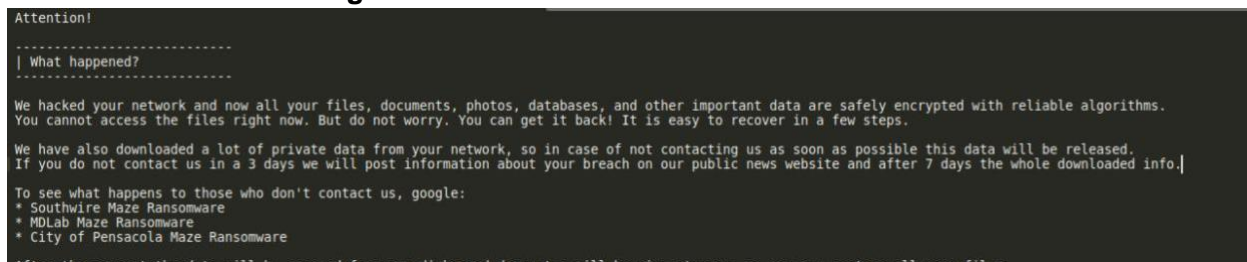 Attention!
----------------------------
| What happened?
----------------------------
We hacked your network and now all your files, documents, photos, databases, and other important data are safely encrypted with reliable algorithms.
You cannot access the files right now. But do not worry. You can get it back! It is easy to recover in a few steps.
We have also downloaded a lot of private data from your network, so in case of not contacting us as soon as possible this data will be released.
If you do not contact us in a 3 days we will post information about your breach on our public news website and after 7 days the whole downloaded info.
To see what happens to those who don't contact us, google:
* Southwire Maze Ransomware
* MDLab Maze Ransomware
* City of Pensacola Maze Ransomware